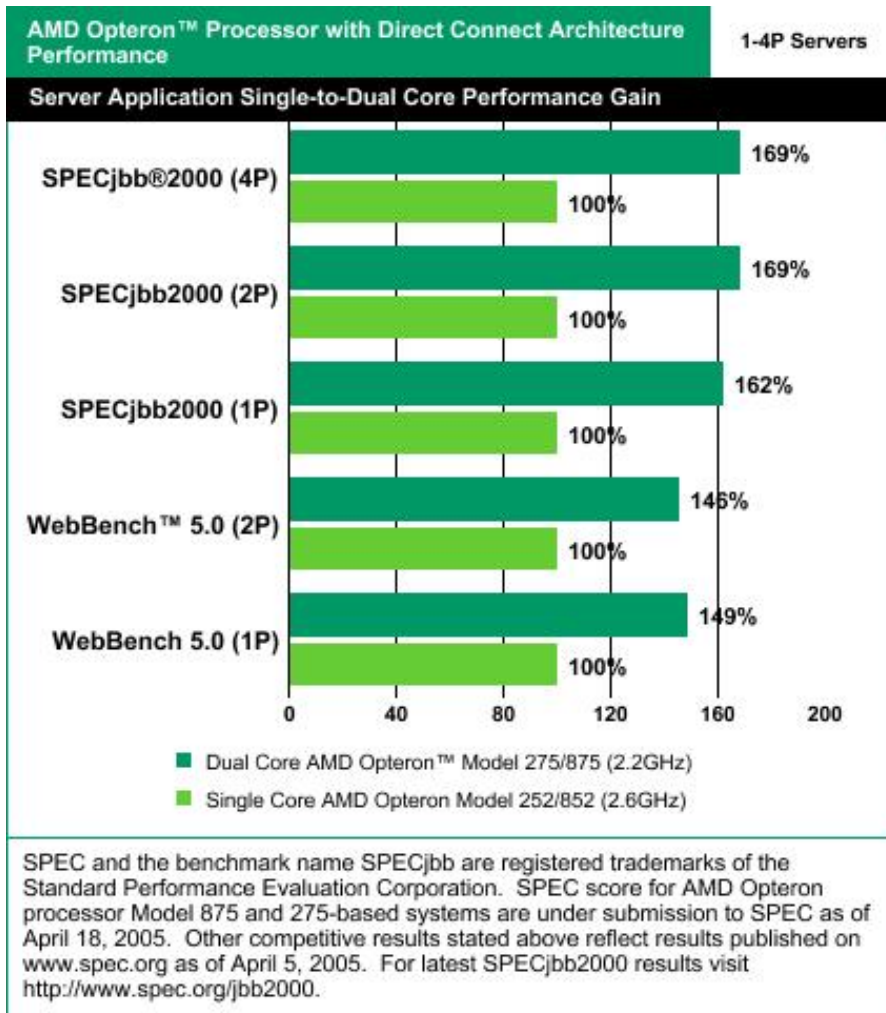 AMD Opteron™ Processor with Direct Connect Architecture
Performance
1-4P Servers
Server Application Single-to-Dual Core Performance Gain
SPECjbb®2000 (4P)
169%
100%
SPECjbb2000 (2P)
169%
100%
SPECjbb2000 (1P)
162%
100%
WebBench™ 5.0 (2P)
146%
100%
WebBench 5.0 (1P)
149%
100%
0 40 80 120 160 200
Dual Core AMD Opteron™ Model 275/875 (2.2GHz)
Single Core AMD Opteron Model 252/852 (2.6GHz)
SPEC and the benchmark name SPECjbb are registered trademarks of the
Standard Performance Evaluation Corporation.  SPEC score for AMD Opteron
processor Model 875 and 275-based systems are under submission to SPEC as of
April 18, 2005.  Other competitive results stated above reflect results published on
www.spec.org as of April 5, 2005.  For latest SPECjbb2000 results visit
http://www.spec.org/jbb2000.